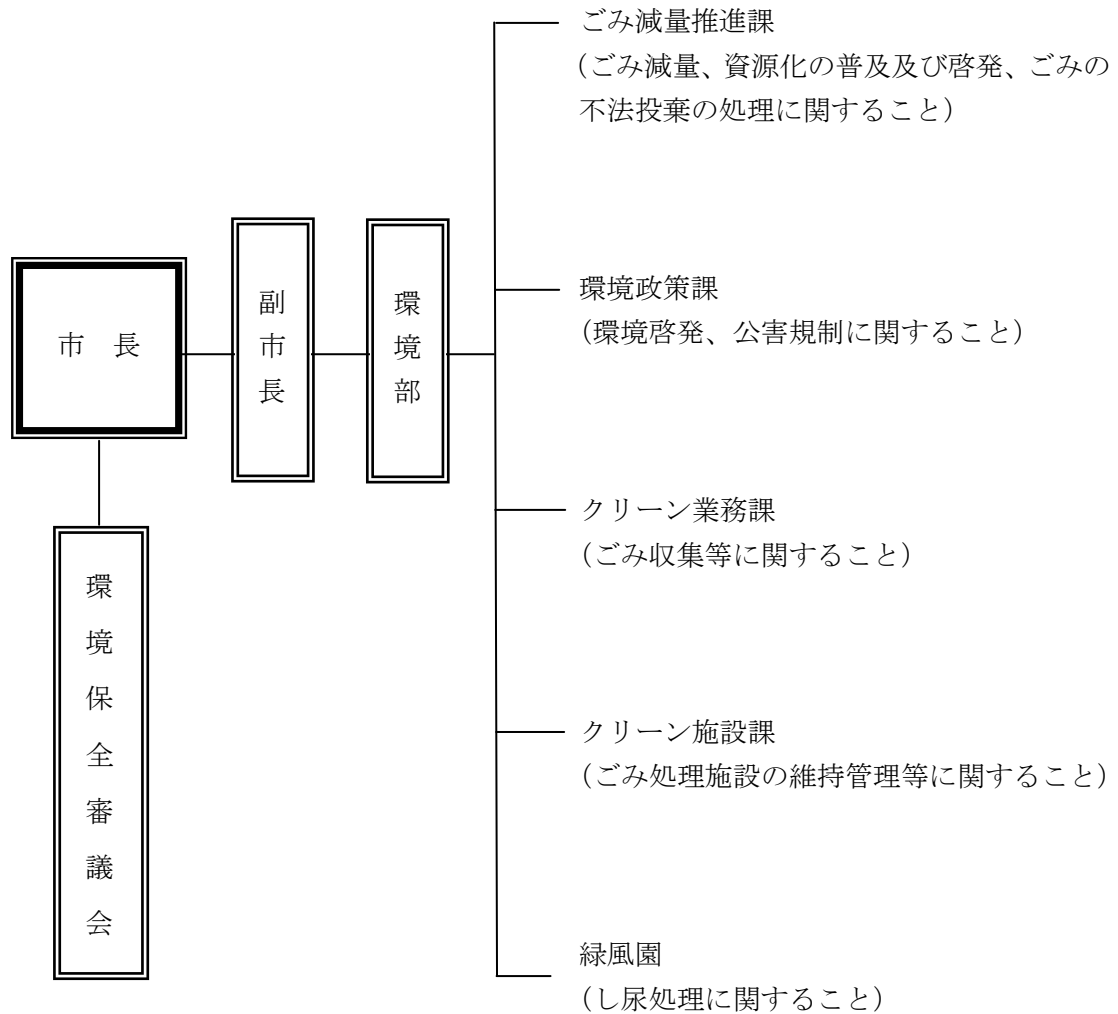 ごみ減量推進課
（ごみ減量、資源化の普及及び啓発、ごみの
不法投棄の処理に関すること）
市　長
副市長
環境部
環境政策課
（環境啓発、公害規制に関すること）
クリーン業務課
（ごみ収集等に関すること）
環境保全審議会
クリーン施設課
（ごみ処理施設の維持管理等に関すること）
緑風園
（し尿処理に関すること）